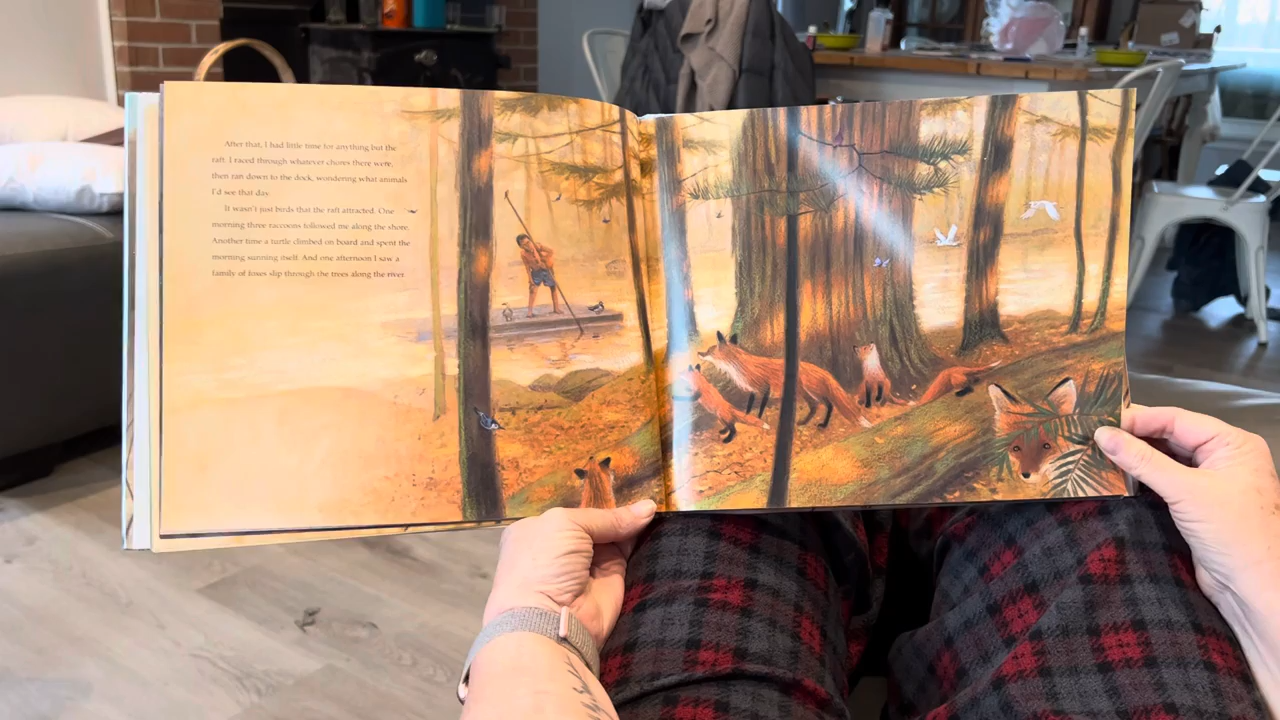 After that, I had little time for anything but the
raft. I raced through whatever chores there were,
then ran down to the dock, wondering what animals
I'd see that day.
It wasn't just birds that the raft attracted. One
morning three raccoons followed me along the shore.
Another time a turtle climbed on board and spent the
morning sunning itself. And one afternoon I saw a
family of foxes slip through the trees along the river.